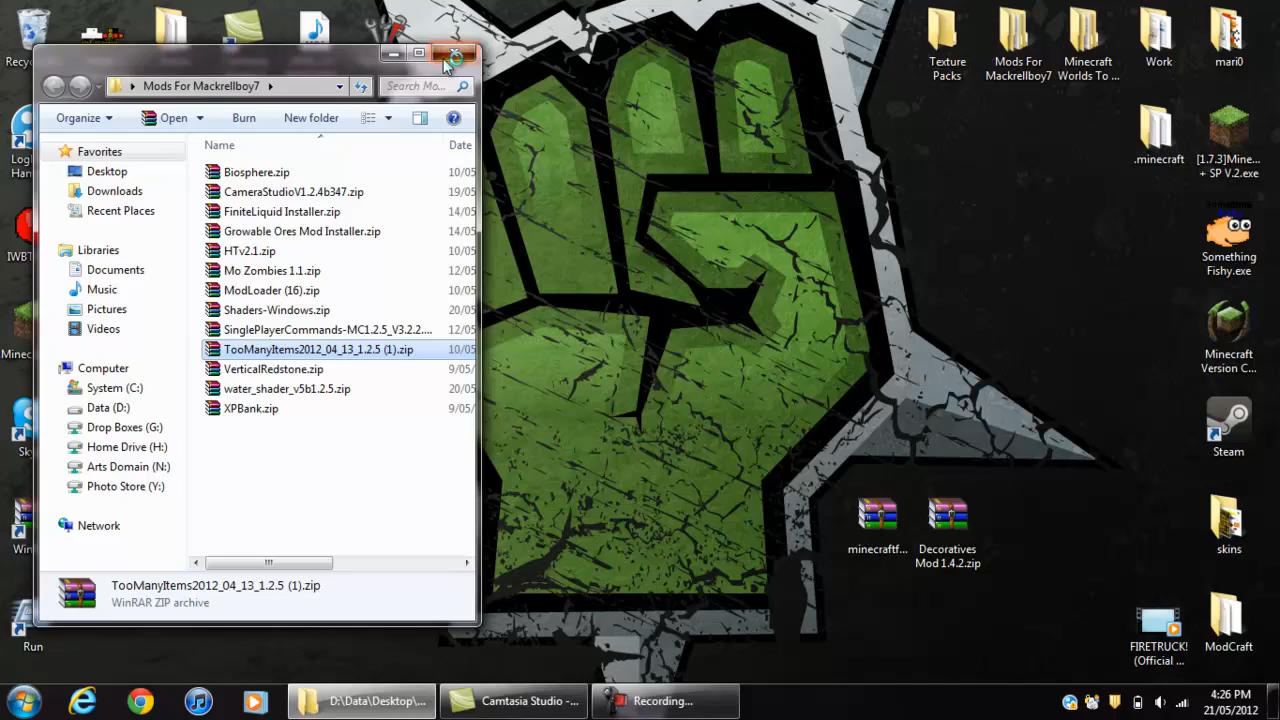 Recyc
Texture
Packs
Mods For
Mackrellboy7
Minecraft
Worlds To ...
Work
mari0
Mods For Mackrellboy7
Search Mo...
Organize
Open
Burn
New folder
Name
Date
Favorites
Desktop
Downloads
Recent Places
Libraries
Documents
Music
Pictures
Videos
Computer
System (C:)
Data (D:)
Drop Boxes (G:)
Home Drive (H:)
Arts Domain (N:)
Photo Store (Y:)
Network
Biosphere.zip 10/05
CameraStudioV1.2.4b347.zip 19/05
FiniteLiquid Installer.zip 14/05
Growable Ores Mod Installer.zip 14/05
HTv2.1.zip 10/05
Mo Zombies 1.1.zip 12/05
ModLoader (16).zip 10/05
Shaders-Windows.zip 20/05
SinglePlayerCommands-MC1.2.5_V3.2.2.... 12/05
TooManyItems2012_04_13_1.2.5 (1).zip 10/05
VerticalRedstone.zip 9/05/
water_shader_v5b1.2.5.zip 20/05
XPBank.zip 9/05/
TooManyItems2012_04_13_1.2.5 (1).zip
WinRAR ZIP archive
Logi
Ha
IWBT
Minec
Sk
Win
Run
.minecraft
[1.7.3]Mine...
+ SP V.2.exe
Something
Fishy.exe
Minecraft
Version C...
Steam
minecraftf...
Decoratives
Mod 1.4.2.zip
skins
FIRETRUCK!
(Official ...
ModCraft
D:\Data\Desktop\...
Camtasia Studio -...
Recording...
4:26 PM
21/05/2012